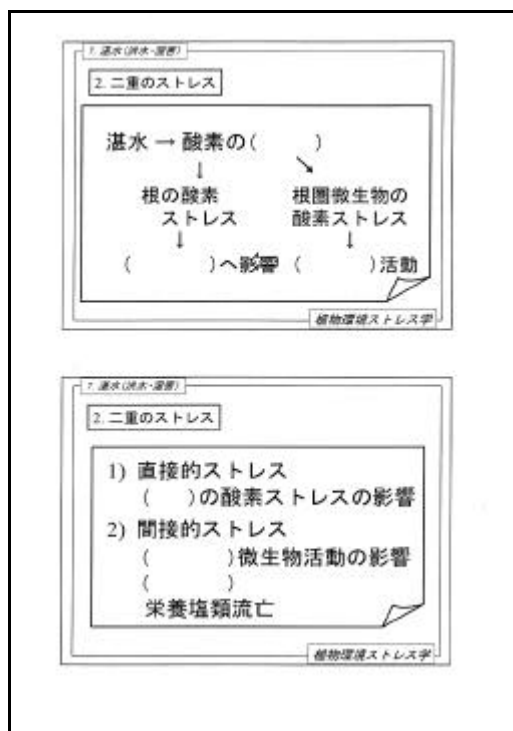 7. 湛水(洪水・湿害)
2. 二重のストレス
湛水 → 酸素の(　　)
↓ ↘
根の酸素 根圏微生物の
ストレス 酸素ストレス
↓ ↓
(　　)へ影響 (　　)活動
植物環境ストレス学
7. 湛水(洪水・湿害)
2. 二重のストレス
1) 直接的ストレス
(　)の酸素ストレスの影響
2) 間接的ストレス
(　　)微生物活動の影響
(　　)
栄養塩類流亡
植物環境ストレス学